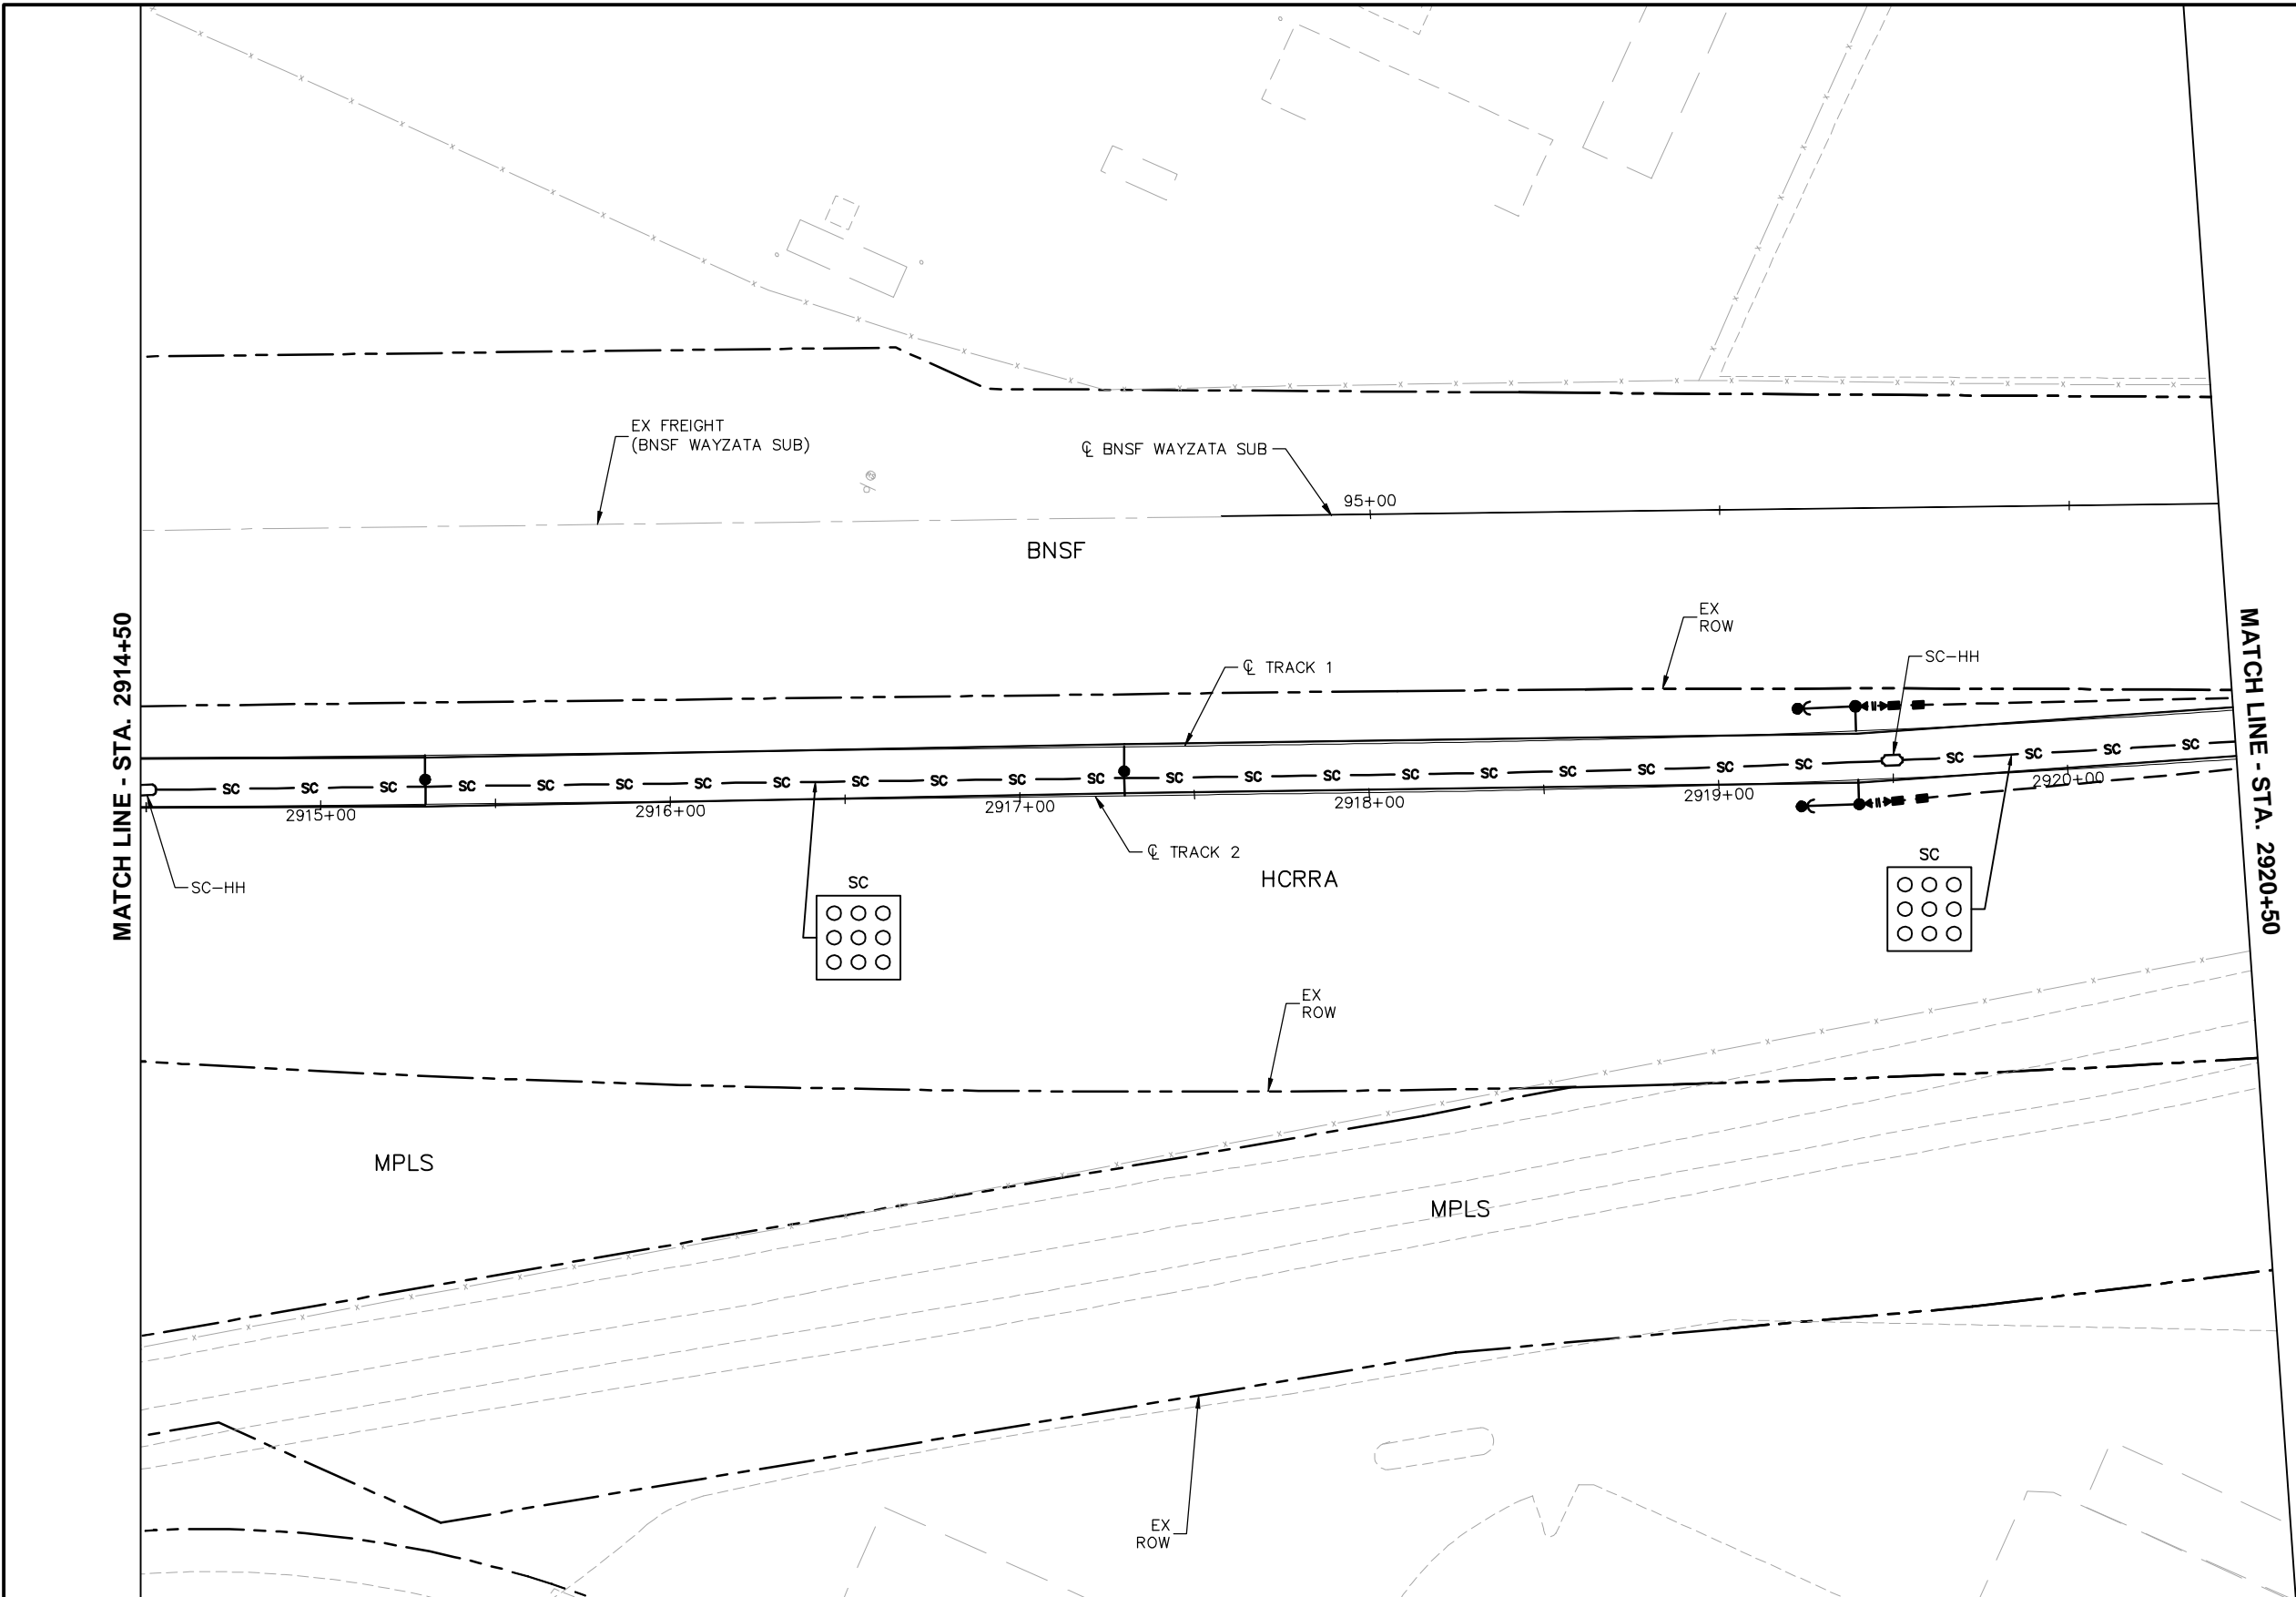 EX FREIGHT
(BNSF WAYZATA SUB)
℄ BNSF WAYZATA SUB
95+00
BNSF
EX
ROW
℄ TRACK 1
SC-HH
MATCH LINE - STA. 2914+50
MATCH LINE - STA. 2920+50
SC SC SC SC SC SC SC SC SC SC SC SC SC SC SC SC SC SC SC SC SC SC SC SC SC
2915+00
2916+00
2917+00
2918+00
2919+00
2920+00
℄ TRACK 2
SC-HH
HCRRA
SC
SC
EX
ROW
MPLS
MPLS
EX
ROW